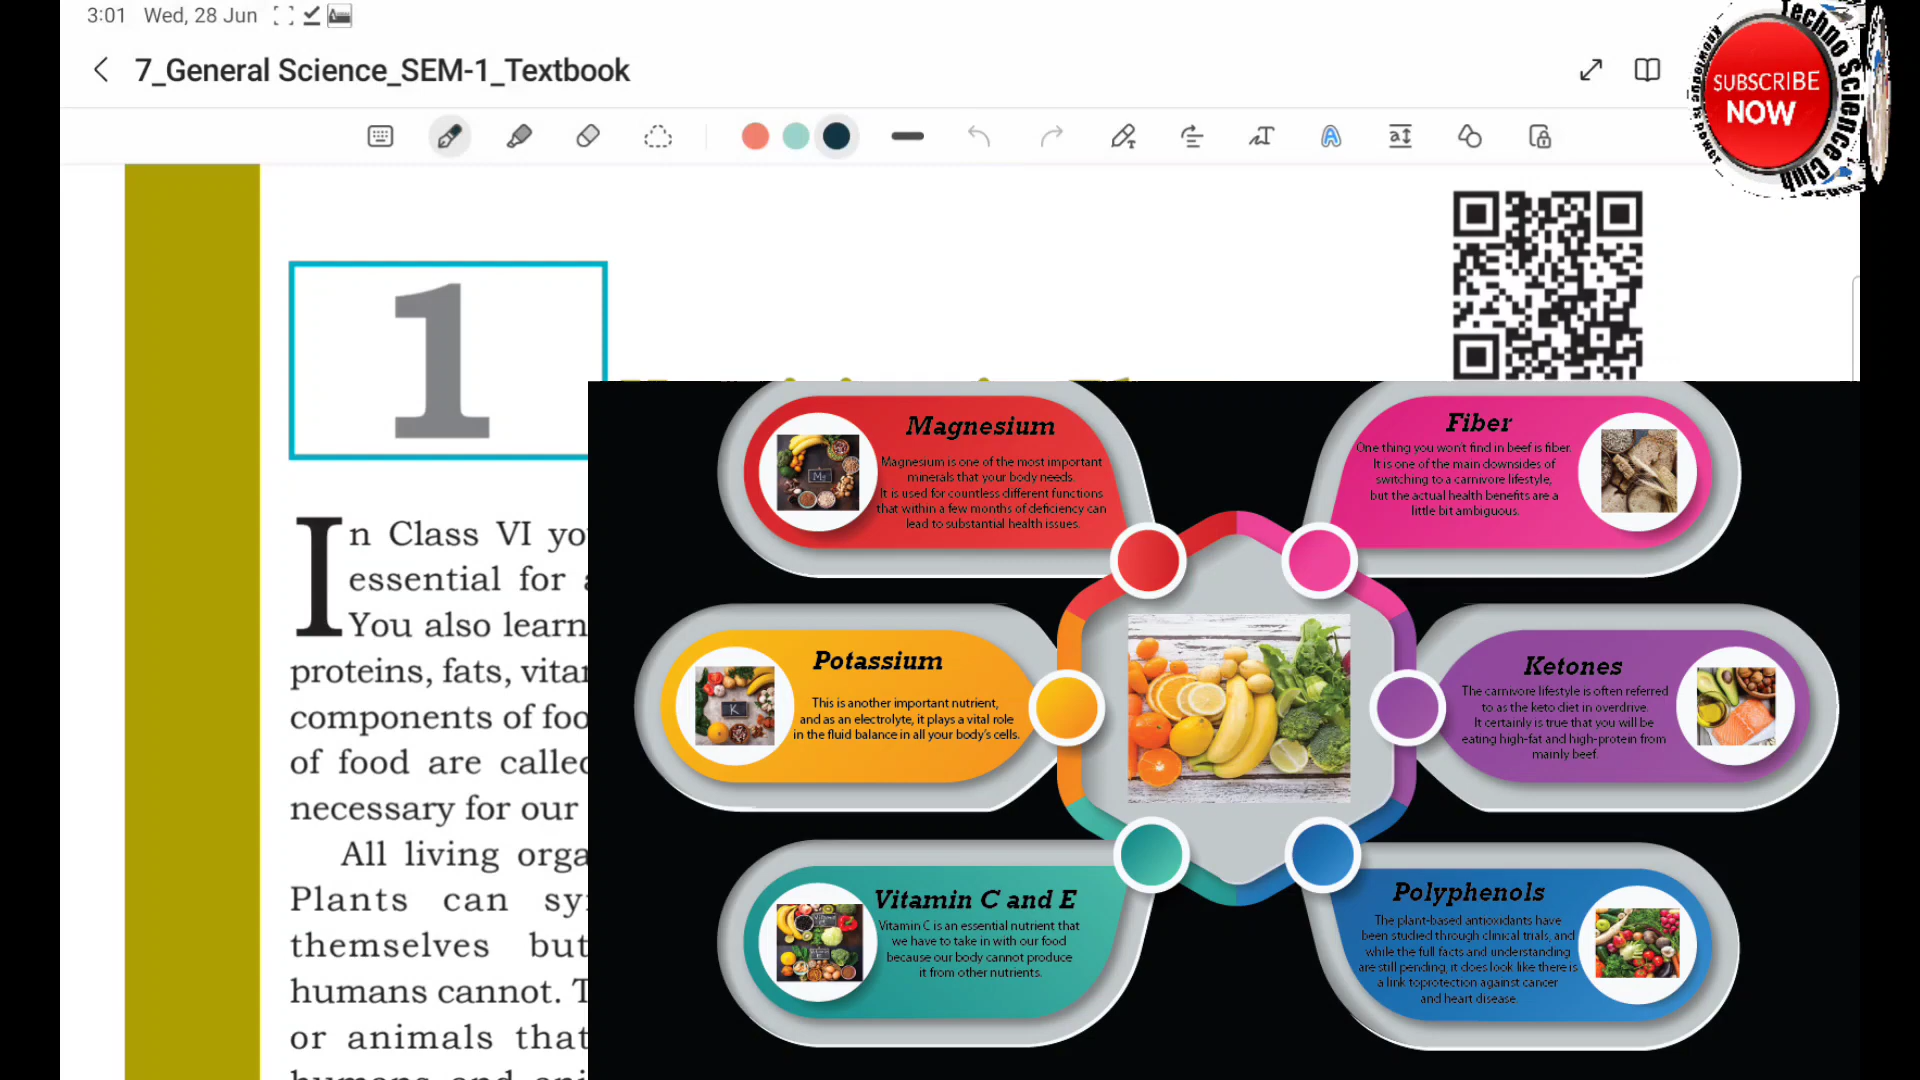 3:01 Wed, 28 Jun
7_General Science_SEM-1_Textbook
SUBSCRIBE
NOW
Techno Science Club
Knowledge is power
1
In Class VI yo
essential for a
You also learn
proteins, fats, vita
components of foo
of food are called
necessary for our
All living orga
Plants can sy
themselves but
humans cannot. T
or animals that
Magnesium
Magnesium is one of the most important
minerals that your body needs.
It is used for countless different functions
that within a few months of deficiency can
lead to substantial health issues.
Mg
Fiber
One thing you won't find in beef is fiber.
It is one of the main downsides of
switching to a carnivore lifestyle,
but the actual health benefits are a
little bit ambiguous.
Potassium
This is another important nutrient,
and as an electrolyte, it plays a vital role
in the fluid balance in all your body's cells.
K
Ketones
The carnivore lifestyle is often referred
to as the keto diet in overdrive.
It certainly is true that you will be
eating high-fat and high-protein from
mainly beef.
Vitamin C and E
Vitamin C is an essential nutrient that
we have to take in with our food
because our body cannot produce
it from other nutrients.
Polyphenols
The plant-based antioxidants have
been studied through clinical trials, and
while the full facts and understanding
are still pending, it does look like there is
a link toprotection against cancer
and heart disease.